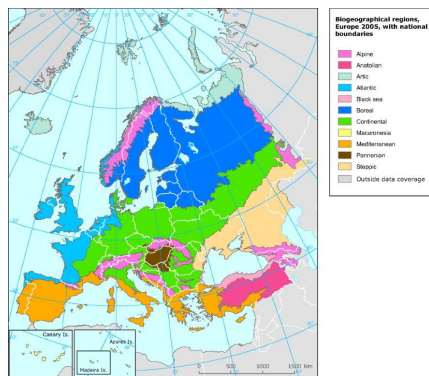 Biogeographical regions,
Europe 2005, with national
boundaries
Alpine
Anatolian
Artic
Atlantic
Black sea
Boreal
Continental
Macaronesia
Mediterranean
Pannonian
Steppic
Outside data coverage
Canary Is.
Azores Is.
Madeira Is.
0 500 1000 1500 Km